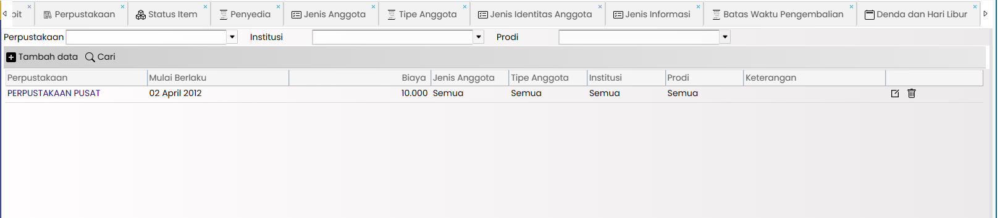 Perpustakaan Status Item Penyedia Jenis Anggota Tipe Anggota Jenis Identitas Anggota Jenis Informasi Batas Waktu Pengembalian Denda dan Hari Libur
Perpustakaan Institusi Prodi
Tambah data Cari
Perpustakaan Mulai Berlaku Biaya Jenis Anggota Tipe Anggota Institusi Prodi Keterangan
PERPUSTAKAAN PUSAT 02 April 2012 10.000 Semua Semua Semua Semua